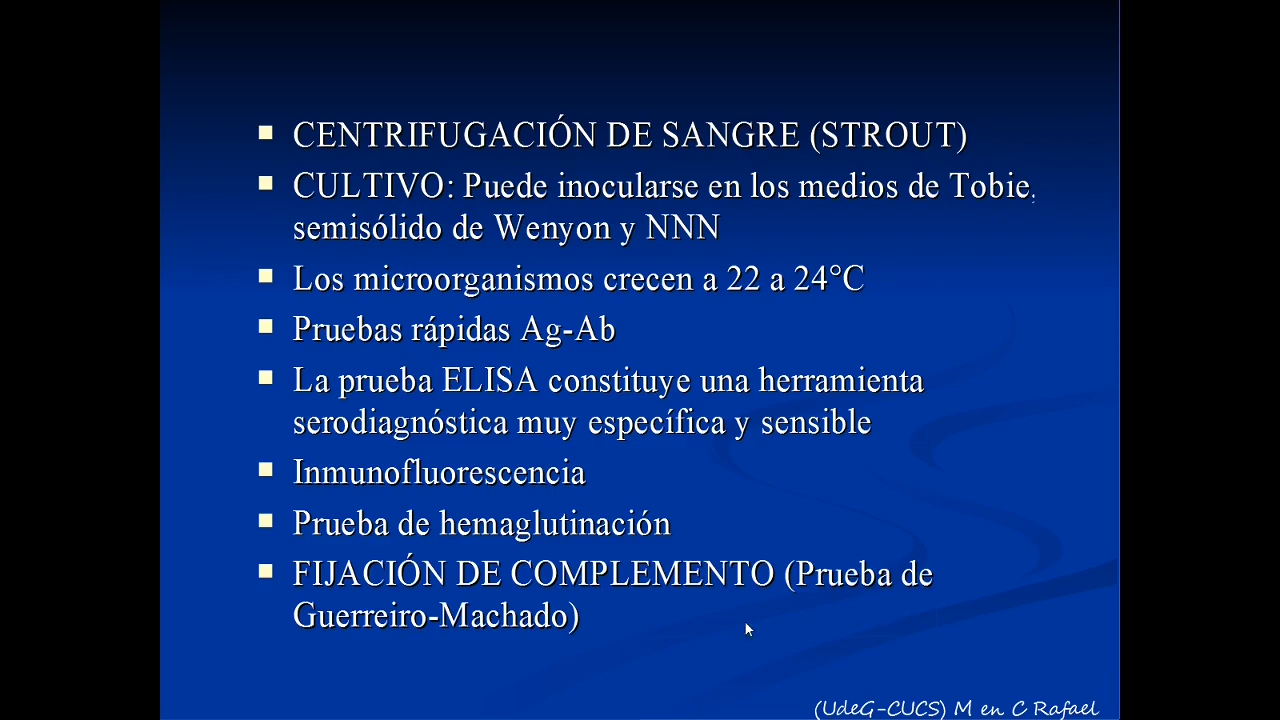 CENTRIFUGACIÓN DE SANGRE (STROUT)
CULTIVO: Puede inocularse en los medios de Tobie,
semisólido de Wenyon y NNN
Los microorganismos crecen a 22 a 24°C
Pruebas rápidas Ag-Ab
La prueba ELISA constituye una herramienta
serodiagnóstica muy específica y sensible
Inmunofluorescencia
Prueba de hemaglutinación
FIJACIÓN DE COMPLEMENTO (Prueba de
Guerreiro-Machado)
(UdeG-CUCS) M en C Rafael